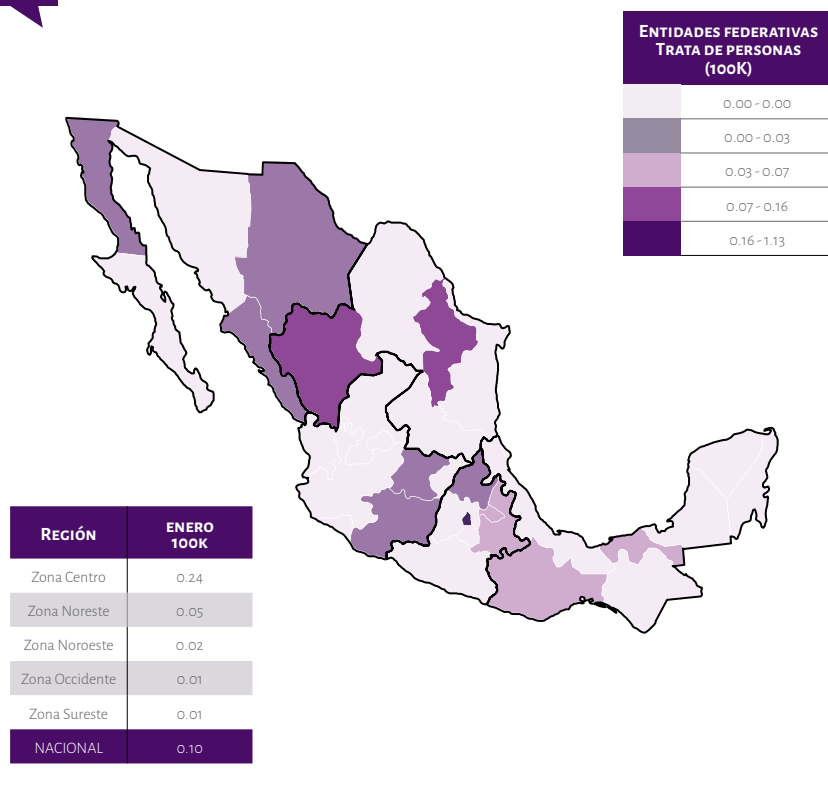 Entidades federativas
Trata de personas
(100K)
0.00 - 0.00
0.00 - 0.03
0.03 - 0.07
0.07 - 0.16
0.16 - 1.13
Región enero
100K
Zona Centro 0.24
Zona Noreste 0.05
Zona Noroeste 0.02
Zona Occidente 0.01
Zona Sureste 0.01
NACIONAL 0.10